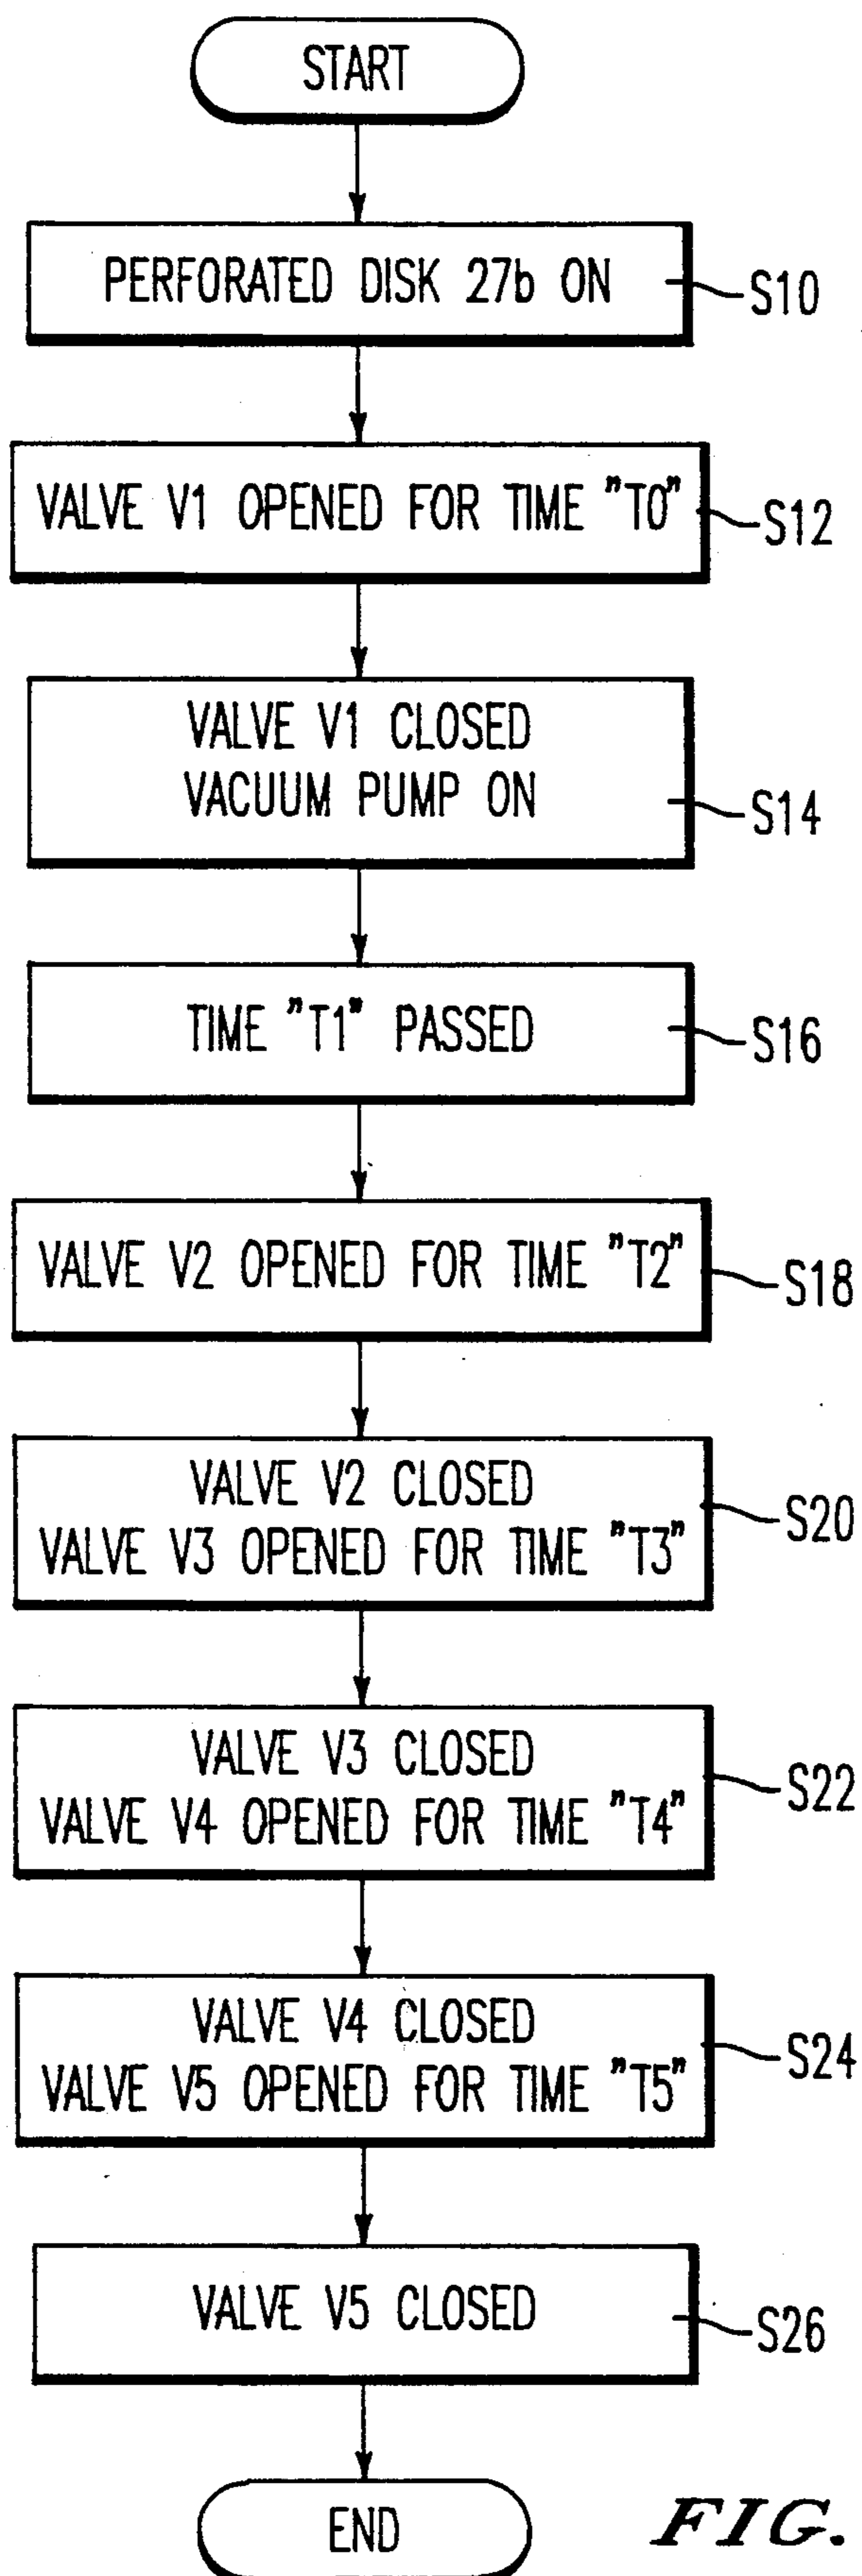 START
PERFORATED DISK 27b ON
S10
VALVE V1 OPENED FOR TIME "T0"
S12
VALVE V1 CLOSED
VACUUM PUMP ON
S14
TIME "T1" PASSED
S16
VALVE V2 OPENED FOR TIME "T2"
S18
VALVE V2 CLOSED
VALVE V3 OPENED FOR TIME "T3"
S20
VALVE V3 CLOSED
VALVE V4 OPENED FOR TIME "T4"
S22
VALVE V4 CLOSED
VALVE V5 OPENED FOR TIME "T5"
S24
VALVE V5 CLOSED
S26
END
FIG.